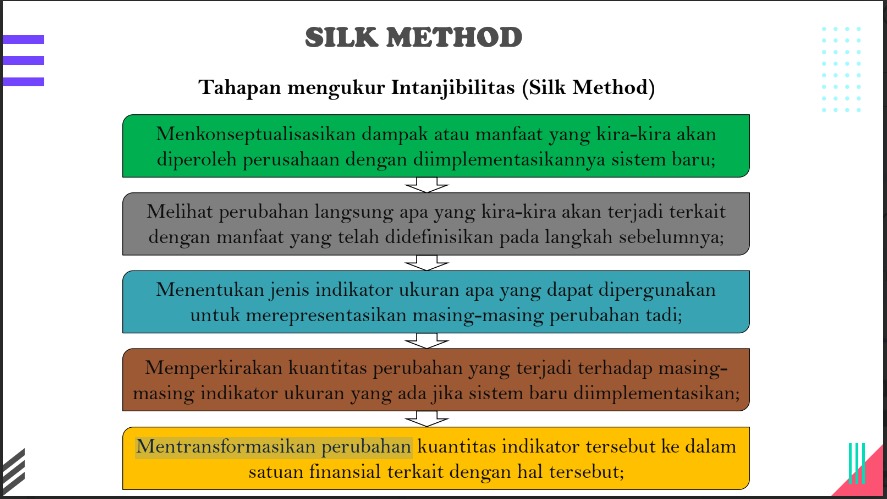 SILK METHOD
Tahapan mengukur Intanjibilitas (Silk Method)
Menkonseptualisasikan dampak atau manfaat yang kira-kira akan
diperoleh perusahaan dengan diimplementasikannya sistem baru;
Melihat perubahan langsung apa yang kira-kira akan terjadi terkait
dengan manfaat yang telah didefinisikan pada langkah sebelumnya;
Menentukan jenis indikator ukuran apa yang dapat dipergunakan
untuk merepresentasikan masing-masing perubahan tadi;
Memperkirakan kuantitas perubahan yang terjadi terhadap masing-
masing indikator ukuran yang ada jika sistem baru diimplementasikan;
Mentransformasikan perubahan kuantitas indikator tersebut ke dalam
satuan finansial terkait dengan hal tersebut;